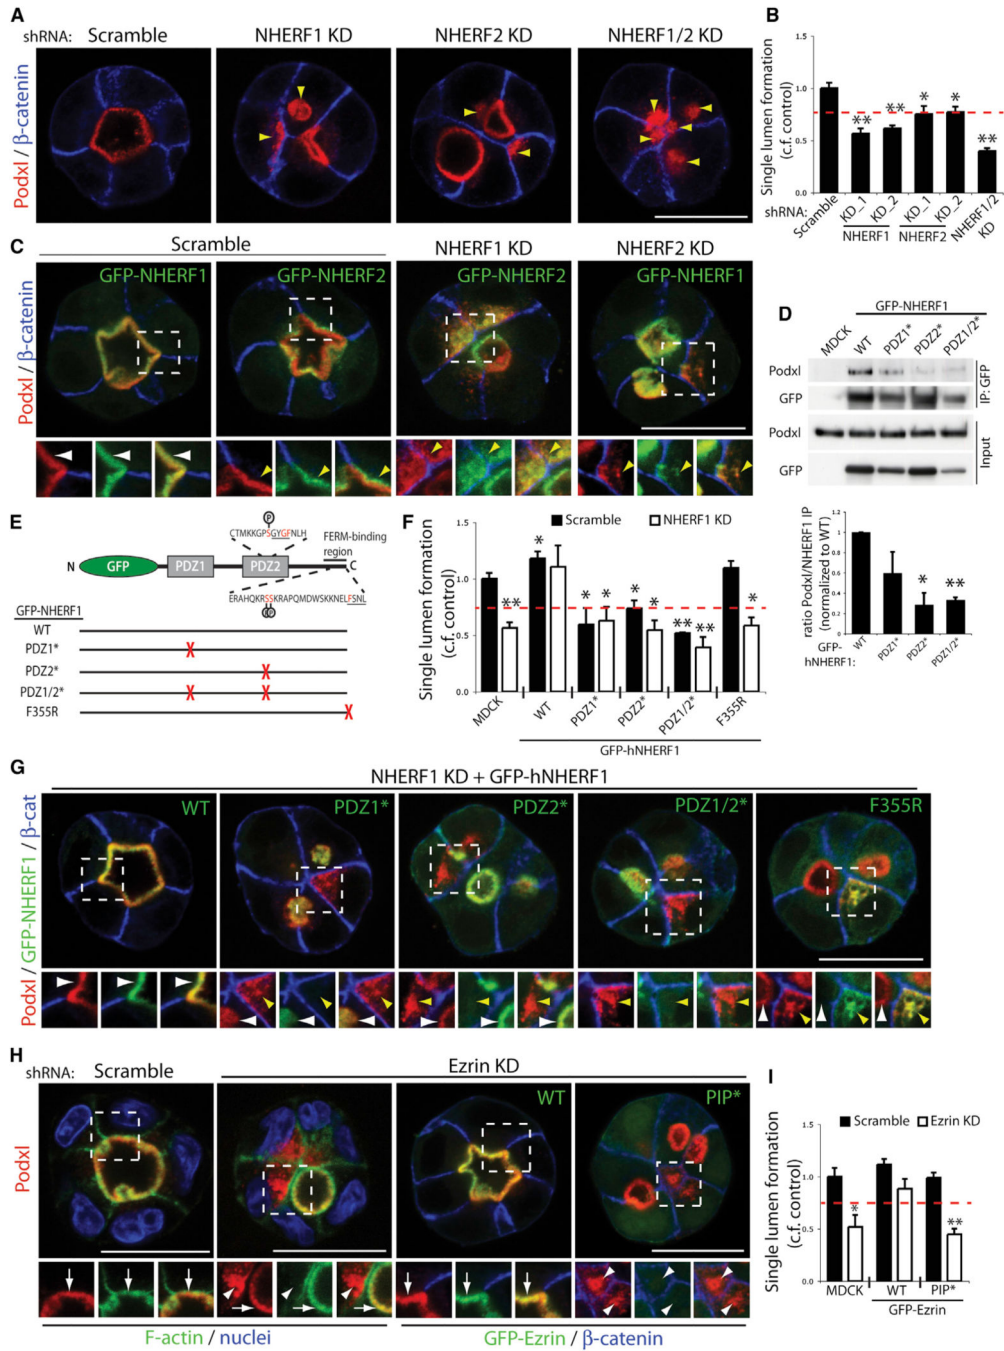 A
shRNA: Scramble NHERF1 KD NHERF2 KD NHERF1/2 KD
Podxl / β-catenin
B
Single lumen formation
(c.f. control)
1.5
1.0
0.5
0.0
** ** * * **
shRNA:
Scramble KD_1 KD_2 KD_1 KD_2 NHERF1/2 KD
NHERF1 NHERF2
C
Scramble NHERF1 KD NHERF2 KD
GFP-NHERF1 GFP-NHERF2 GFP-NHERF2 GFP-NHERF1
Podxl / β-catenin
D
GFP-NHERF1
MDCK WT PDZ1* PDZ2* PDZ1/2*
Podxl
GFP
IP: GFP
Podxl
GFP
Input
ratio Podxl/NHERF1 IP
(normalized to WT)
1.5
1.0
0.5
0.0
* **
GFP-hNHERF1:
WT PDZ1* PDZ2* PDZ1/2*
E
P
CTMKKGPSGYGFNLH
FERM-binding
region
N GFP PDZ1 PDZ2 C
ERAHQKRSSKRAPQMDWSKKNELFSNL
P P
GFP-NHERF1
WT
PDZ1* X
PDZ2* X
PDZ1/2* X X
F355R X
F
Scramble NHERF1 KD
Single lumen formation
(c.f. control)
1.5
1.0
0.5
0.0
** * * * * * ** ** *
MDCK WT PDZ1* PDZ2* PDZ1/2* F355R
GFP-hNHERF1
G
NHERF1 KD + GFP-hNHERF1
WT PDZ1* PDZ2* PDZ1/2* F355R
Podxl / GFP-NHERF1 / β-cat
H
shRNA: Scramble Ezrin KD
WT PIP*
Podxl
F-actin / nuclei GFP-Ezrin / β-catenin
I
Scramble Ezrin KD
Single lumen formation
(c.f. control)
1.5
1.0
0.5
0
* **
MDCK WT PIP*
GFP-Ezrin